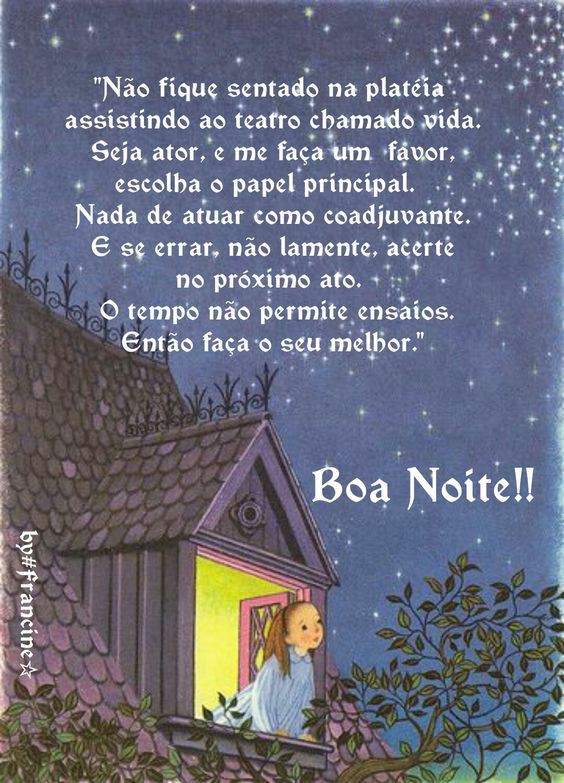 "Não fique sentado na platéia
assistindo ao teatro chamado vida.
Seja ator, e me faça um favor,
escolha o papel principal.
Nada de atuar como coadjuvante.
E se errar, não lamente, acerte
no próximo ato.
O tempo não permite ensaios.
Então faça o seu melhor."
Boa Noite!!
by#Francine☆